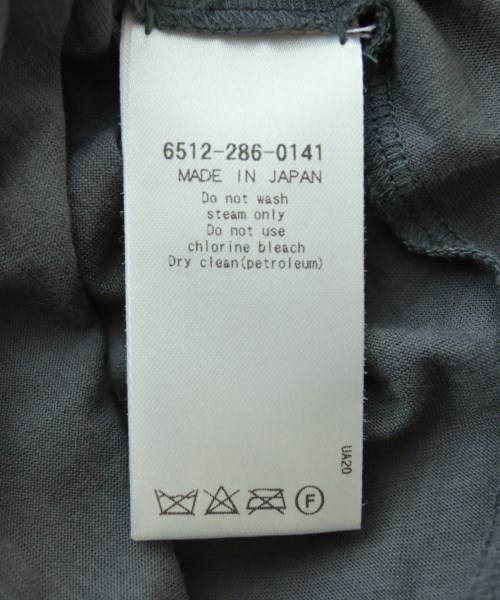 6512-286-0141
MADE IN JAPAN
Do not wash
steam only
Do not use
chlorine bleach
Dry clean(petroleum)
UA20
F